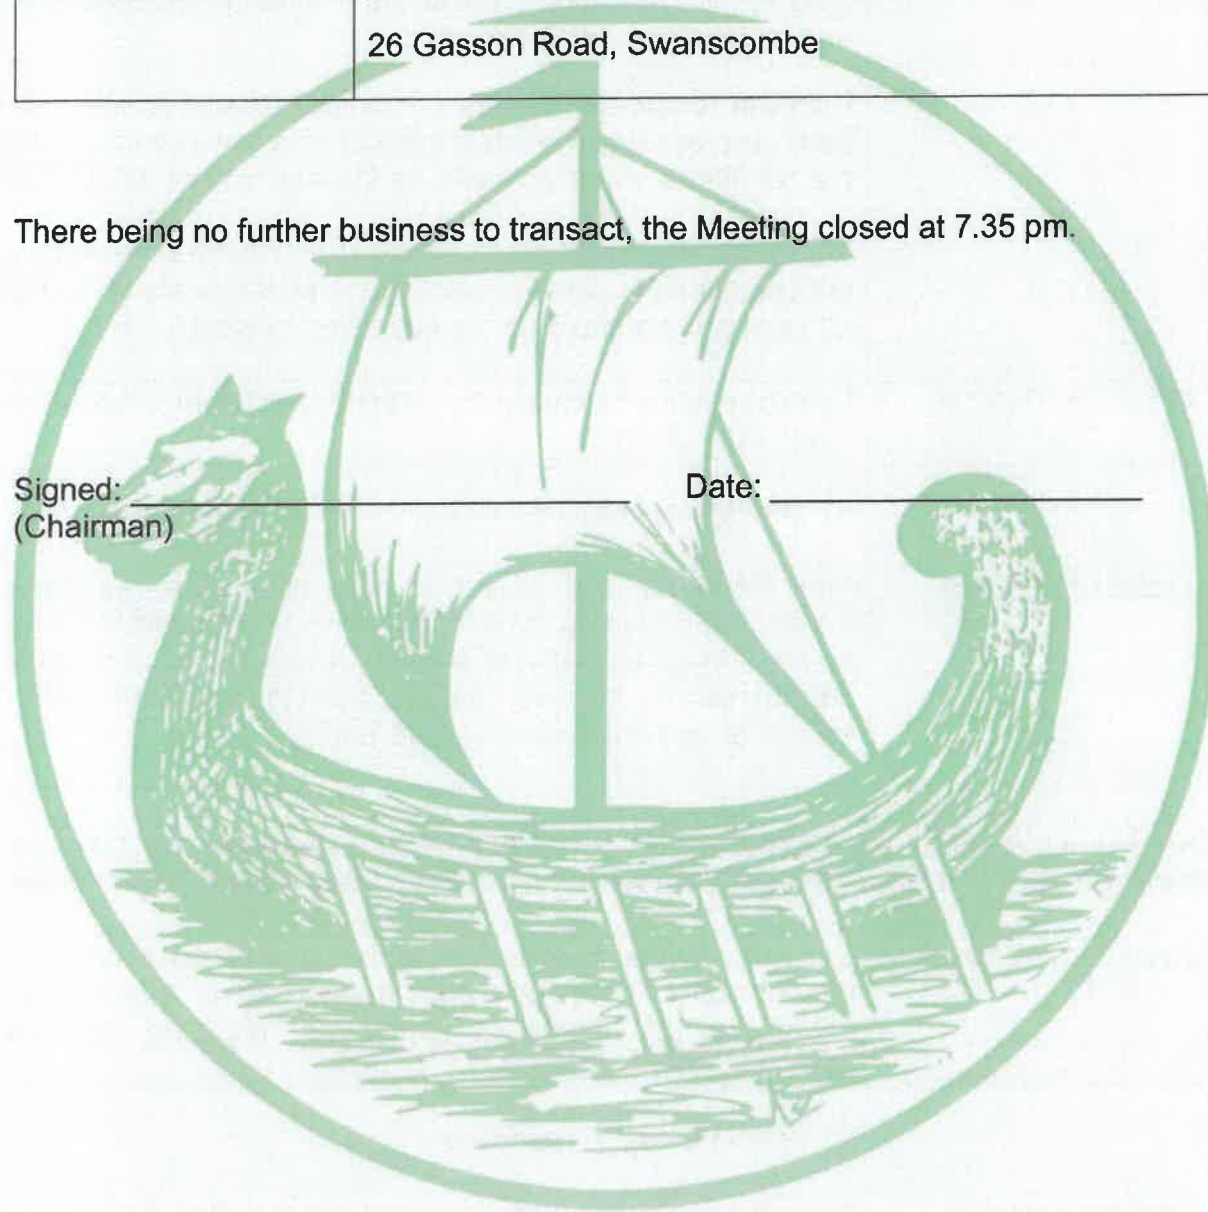 26 Gasson Road, Swanscombe
There being no further business to transact, the Meeting closed at 7.35 pm.
Signed: Date:
(Chairman)